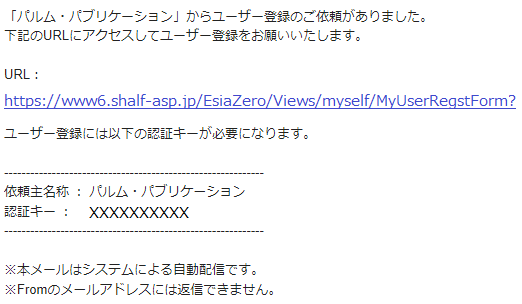 「パルム・パブリケーション」からユーザー登録のご依頼がありました。
下記のURLにアクセスしてユーザー登録をお願いいたします。
URL：
https://www6.shalf-asp.jp/EsiaZero/Views/myself/MyUserRegstForm?
ユーザー登録には以下の認証キーが必要になります。
------------------------------------------------------------
依頼主名称 ： パルム・パブリケーション
認証キー ： XXXXXXXXXX
------------------------------------------------------------
※本メールはシステムによる自動配信です。
※Fromのメールアドレスには返信できません。